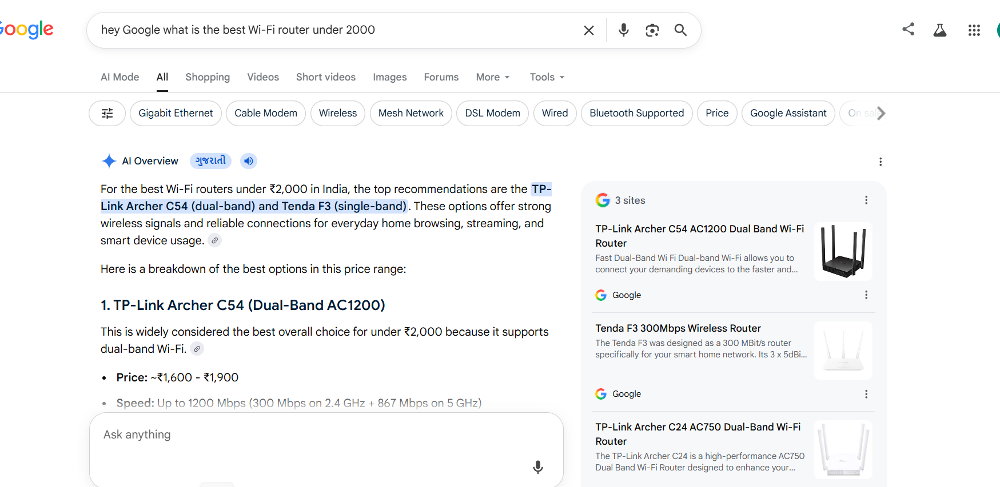 Google
hey Google what is the best Wi-Fi router under 2000
AI Mode
All
Shopping
Videos
Short videos
Images
Forums
More
Tools
Gigabit Ethernet
Cable Modem
Wireless
Mesh Network
DSL Modem
Wired
Bluetooth Supported
Price
Google Assistant
On sale
AI Overview
ગુજરાતી
For the best Wi-Fi routers under ₹2,000 in India, the top recommendations are the TP-
Link Archer C54 (dual-band) and Tenda F3 (single-band). These options offer strong
wireless signals and reliable connections for everyday home browsing, streaming, and
smart device usage.
Here is a breakdown of the best options in this price range:
1. TP-Link Archer C54 (Dual-Band AC1200)
This is widely considered the best overall choice for under ₹2,000 because it supports
dual-band Wi-Fi.
• Price: ~₹1,600 - ₹1,900
• Speed: Up to 1200 Mbps (300 Mbps on 2.4 GHz + 867 Mbps on 5 GHz)
Ask anything
3 sites
TP-Link Archer C54 AC1200 Dual Band Wi-Fi
Router
Fast Dual-Band Wi Fi Dual-band Wi-Fi allows you to
connect your demanding devices to the faster and...
Google
Tenda F3 300Mbps Wireless Router
The Tenda F3 was designed as a 300 MBit/s router
specifically for your smart home network. Its 3 x 5dBi...
Google
TP-Link Archer C24 AC750 Dual-Band Wi-Fi
Router
The TP-Link Archer C24 is a high-performance AC750
Dual Band Wi-Fi Router designed to enhance your...